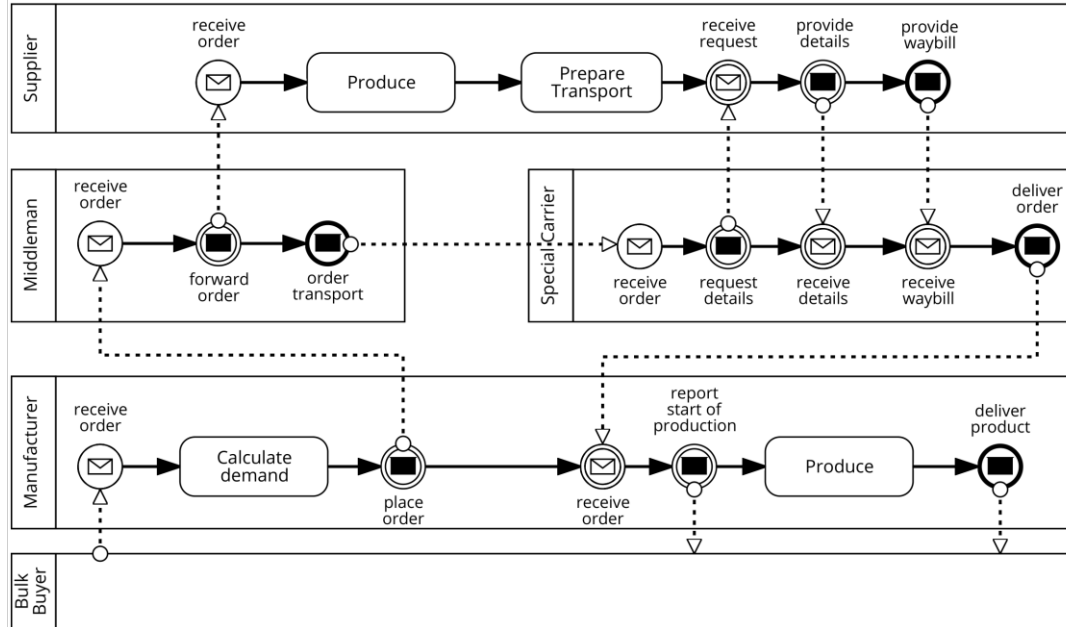 Supplier
receive
order
Produce
Prepare
Transport
receive
request
provide
details
provide
waybill
Middleman
receive
order
forward
order
order
transport
Special Carrier
receive
order
request
details
receive
details
receive
waybill
deliver
order
Manufacturer
receive
order
Calculate
demand
place
order
receive
order
report
start of
production
Produce
deliver
product
Bulk
Buyer